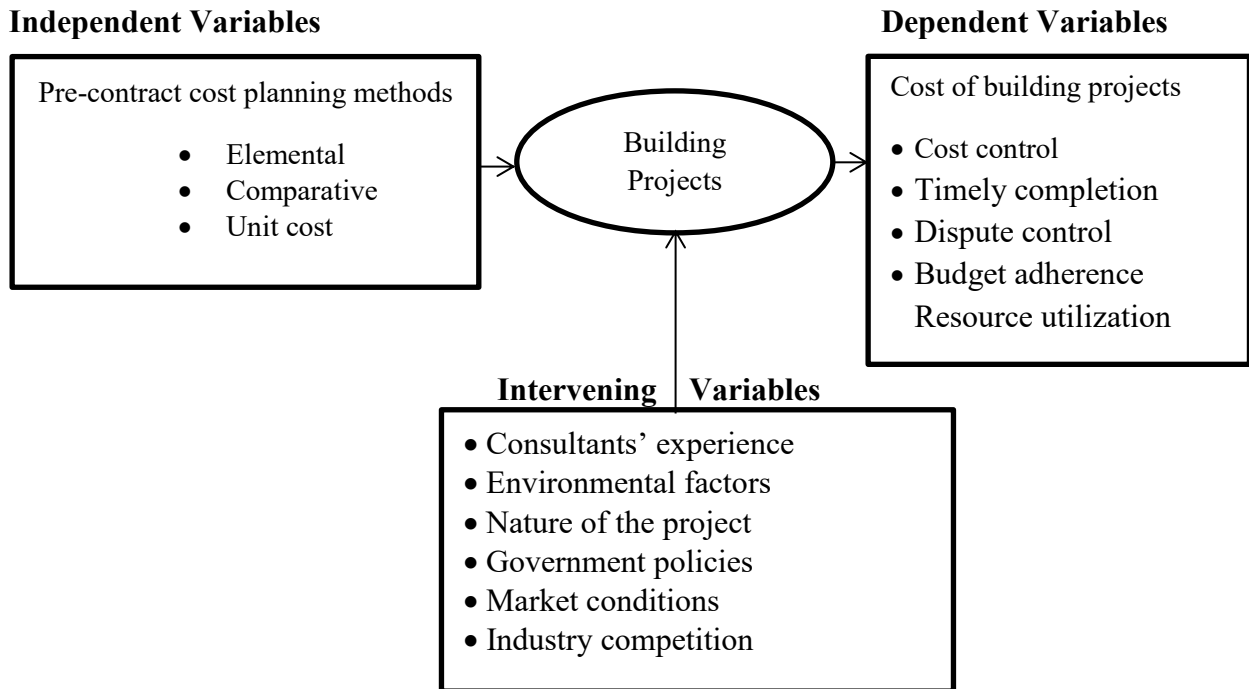 Independent Variables
Pre-contract cost planning methods
• Elemental
• Comparative
• Unit cost
Building
Projects
Dependent Variables
Cost of building projects
• Cost control
• Timely completion
• Dispute control
• Budget adherence
Resource utilization
Intervening Variables
• Consultants’ experience
• Environmental factors
• Nature of the project
• Government policies
• Market conditions
• Industry competition